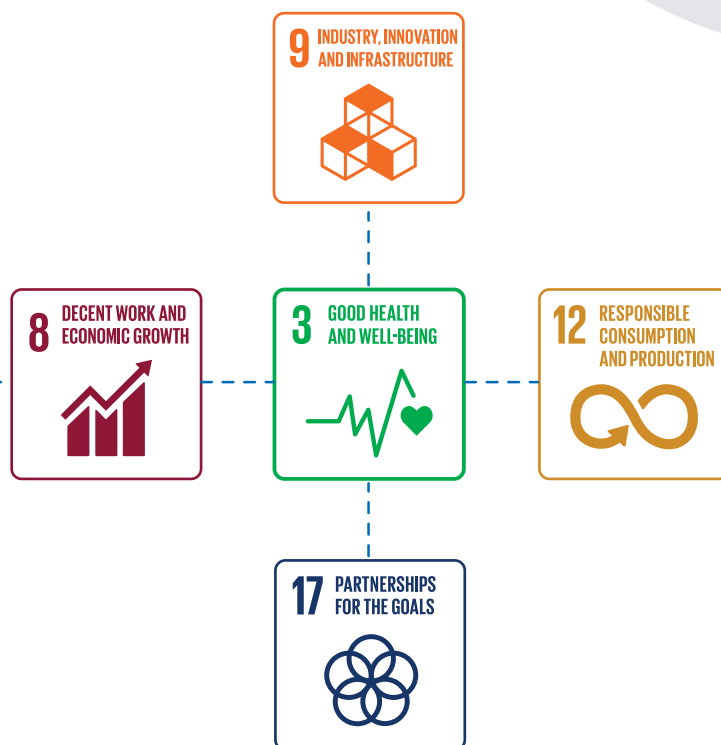 9 INDUSTRY, INNOVATION
AND INFRASTRUCTURE
8 DECENT WORK AND
ECONOMIC GROWTH
3 GOOD HEALTH
AND WELL-BEING
12 RESPONSIBLE
CONSUMPTION
AND PRODUCTION
17 PARTNERSHIPS
FOR THE GOALS